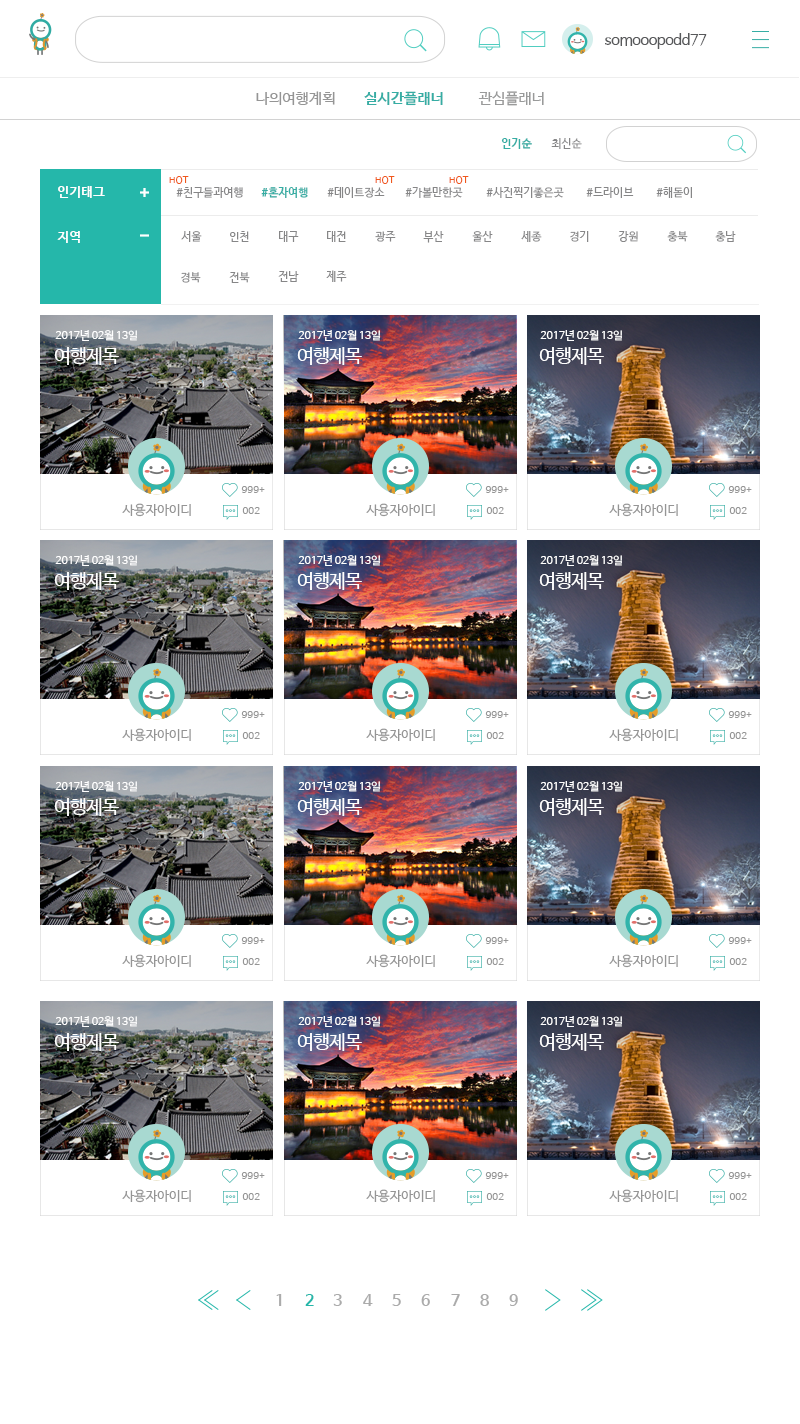 somooopodd77
나의여행계획 실시간플래너 관심플래너
인기순 최신순
인기태그
HOT HOT HOT
#친구들과여행 #혼자여행 #데이트장소 #가볼만한곳 #사진찍기좋은곳 #드라이브 #해돋이
지역
서울 인천 대구 대전 광주 부산 울산 세종 경기 강원 충북 충남
경북 전북 전남 제주
2017년 02월 13일 2017년 02월 13일 2017년 02월 13일
여행제목 여행제목 여행제목
999+ 999+ 999+
사용자아이디 002 사용자아이디 002 사용자아이디 002
2017년 02월 13일 2017년 02월 13일 2017년 02월 13일
여행제목 여행제목 여행제목
999+ 999+ 999+
사용자아이디 002 사용자아이디 002 사용자아이디 002
2017년 02월 13일 2017년 02월 13일 2017년 02월 13일
여행제목 여행제목 여행제목
999+ 999+ 999+
사용자아이디 002 사용자아이디 002 사용자아이디 002
2017년 02월 13일 2017년 02월 13일 2017년 02월 13일
여행제목 여행제목 여행제목
999+ 999+ 999+
사용자아이디 002 사용자아이디 002 사용자아이디 002
1 2 3 4 5 6 7 8 9